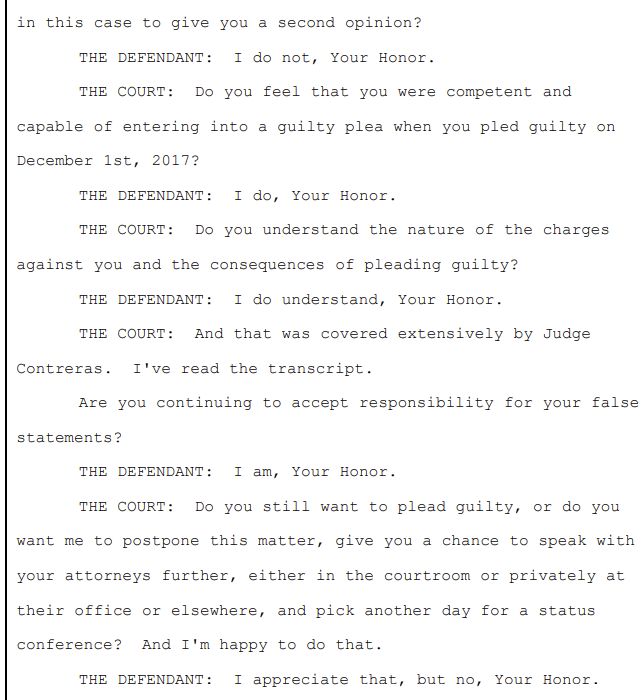 in this case to give you a second opinion?
THE DEFENDANT: I do not, Your Honor.
THE COURT: Do you feel that you were competent and
capable of entering into a guilty plea when you pled guilty on
December 1st, 2017?
THE DEFENDANT: I do, Your Honor.
THE COURT: Do you understand the nature of the charges
against you and the consequences of pleading guilty?
THE DEFENDANT: I do understand, Your Honor.
THE COURT: And that was covered extensively by Judge
Contreras. I've read the transcript.
Are you continuing to accept responsibility for your false
statements?
THE DEFENDANT: I am, Your Honor.
THE COURT: Do you still want to plead guilty, or do you
want me to postpone this matter, give you a chance to speak with
your attorneys further, either in the courtroom or privately at
their office or elsewhere, and pick another day for a status
conference? And I'm happy to do that.
THE DEFENDANT: I appreciate that, but no, Your Honor.